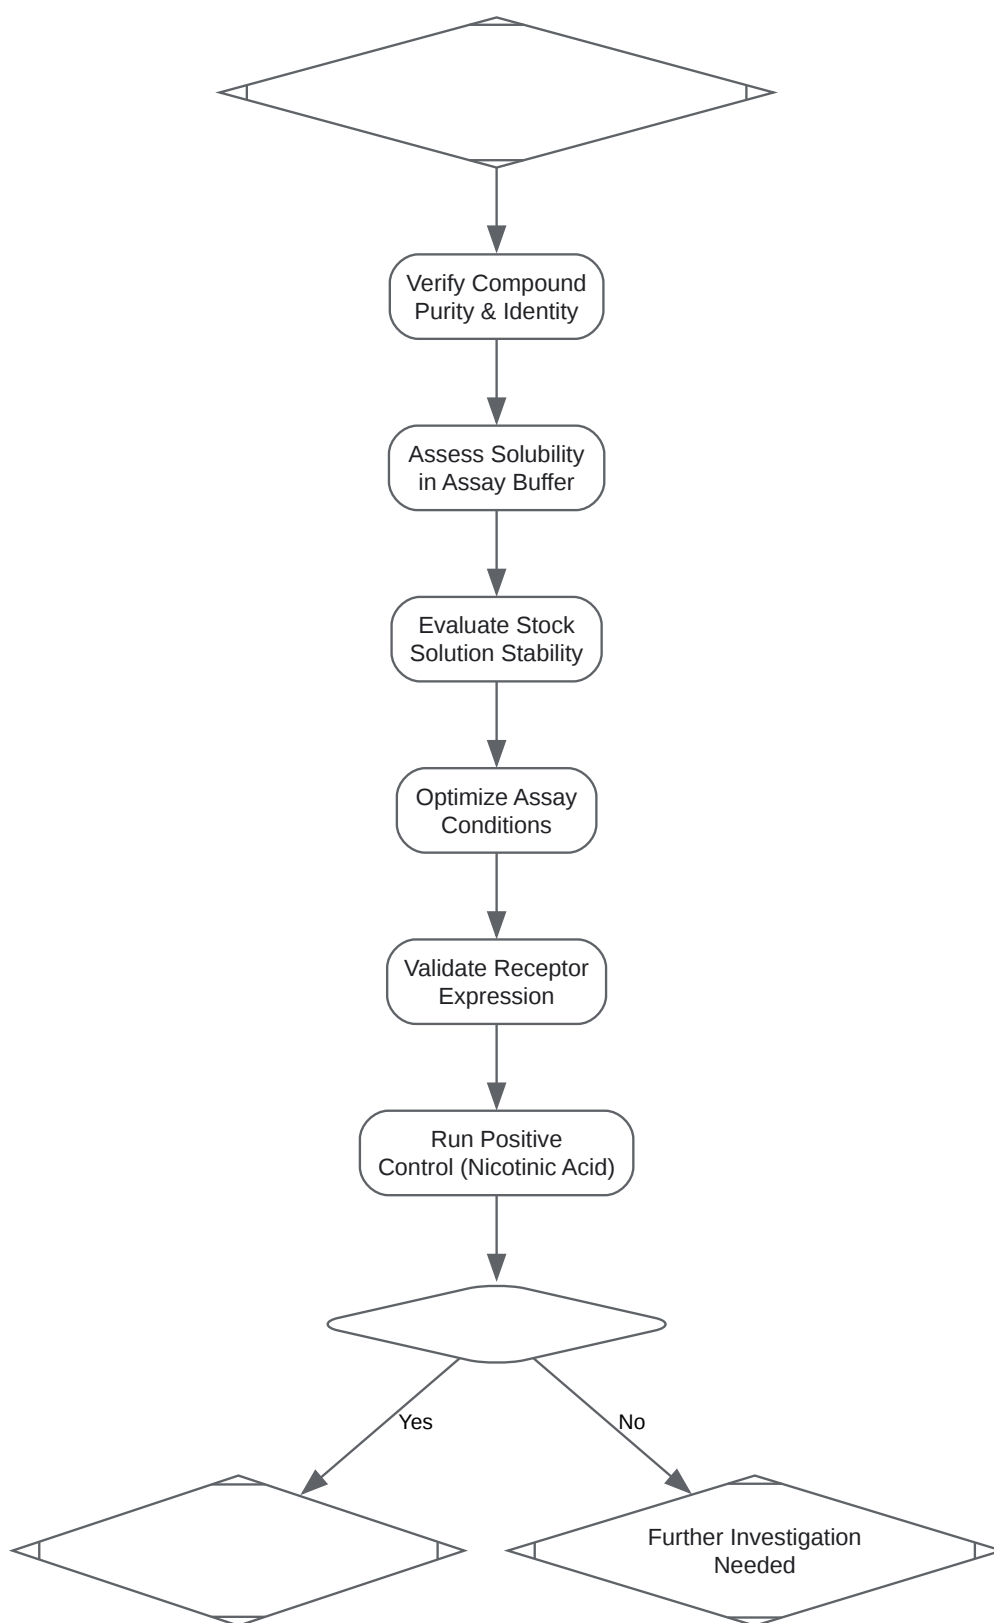 Verify Compound
Purity & Identity
Assess Solubility
in Assay Buffer
Evaluate Stock
Solution Stability
Optimize Assay
Conditions
Validate Receptor
Expression
Run Positive
Control (Nicotinic Acid)
Yes
No
Further Investigation
Needed